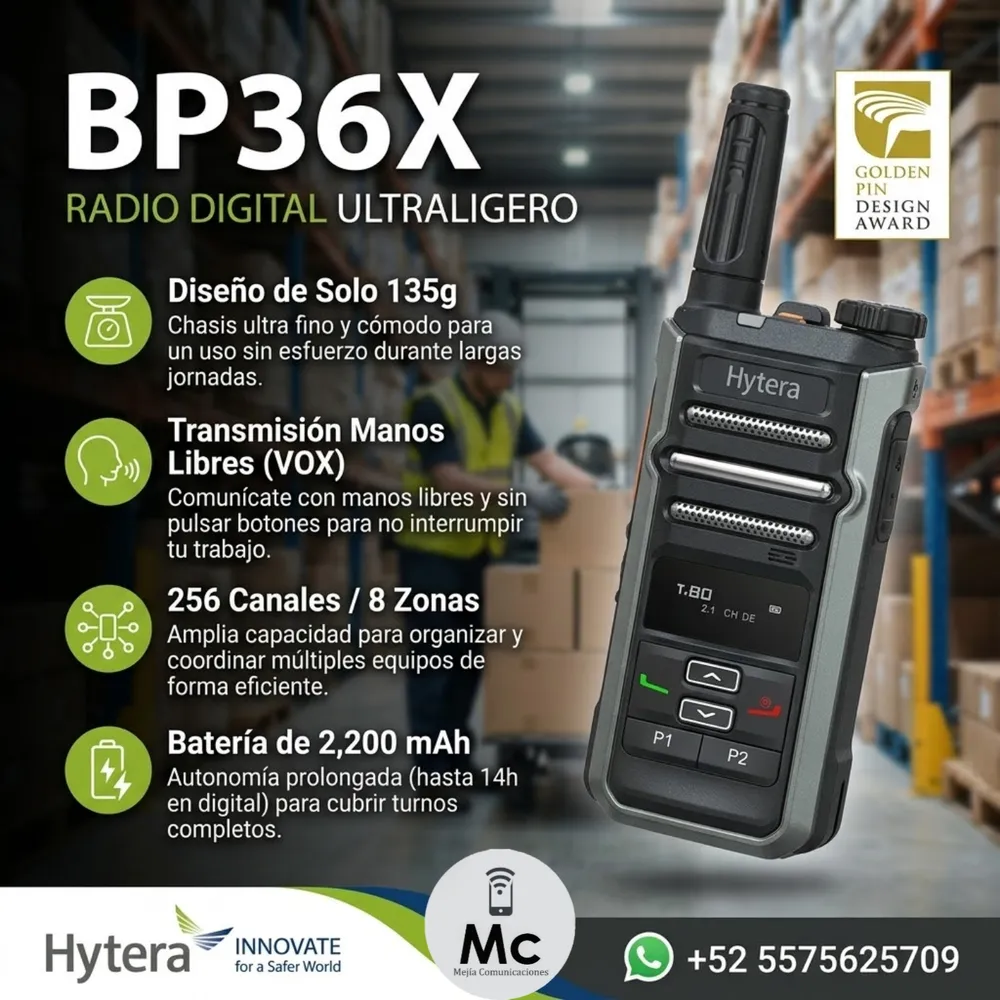 BP36X
RADIO DIGITAL ULTRALIGERO
GOLDEN
PIN
DESIGN
AWARD
Diseño de Solo 135g
Chasis ultra fino y cómodo para
un uso sin esfuerzo durante largas
jornadas.
Transmisión Manos
Libres (VOX)
Comunícate con manos libres y sin
pulsar botones para no interrumpir
tu trabajo.
256 Canales / 8 Zonas
Amplia capacidad para organizar y
coordinar múltiples equipos de
forma eficiente.
Batería de 2,200 mAh
Autonomía prolongada (hasta 14h
en digital) para cubrir turnos
completos.
Hytera
T.80
2.1 CH DE
P1
P2
Hytera
INNOVATE
for a Safer World
Mc
Mejía Comunicaciones
+52 5575625709